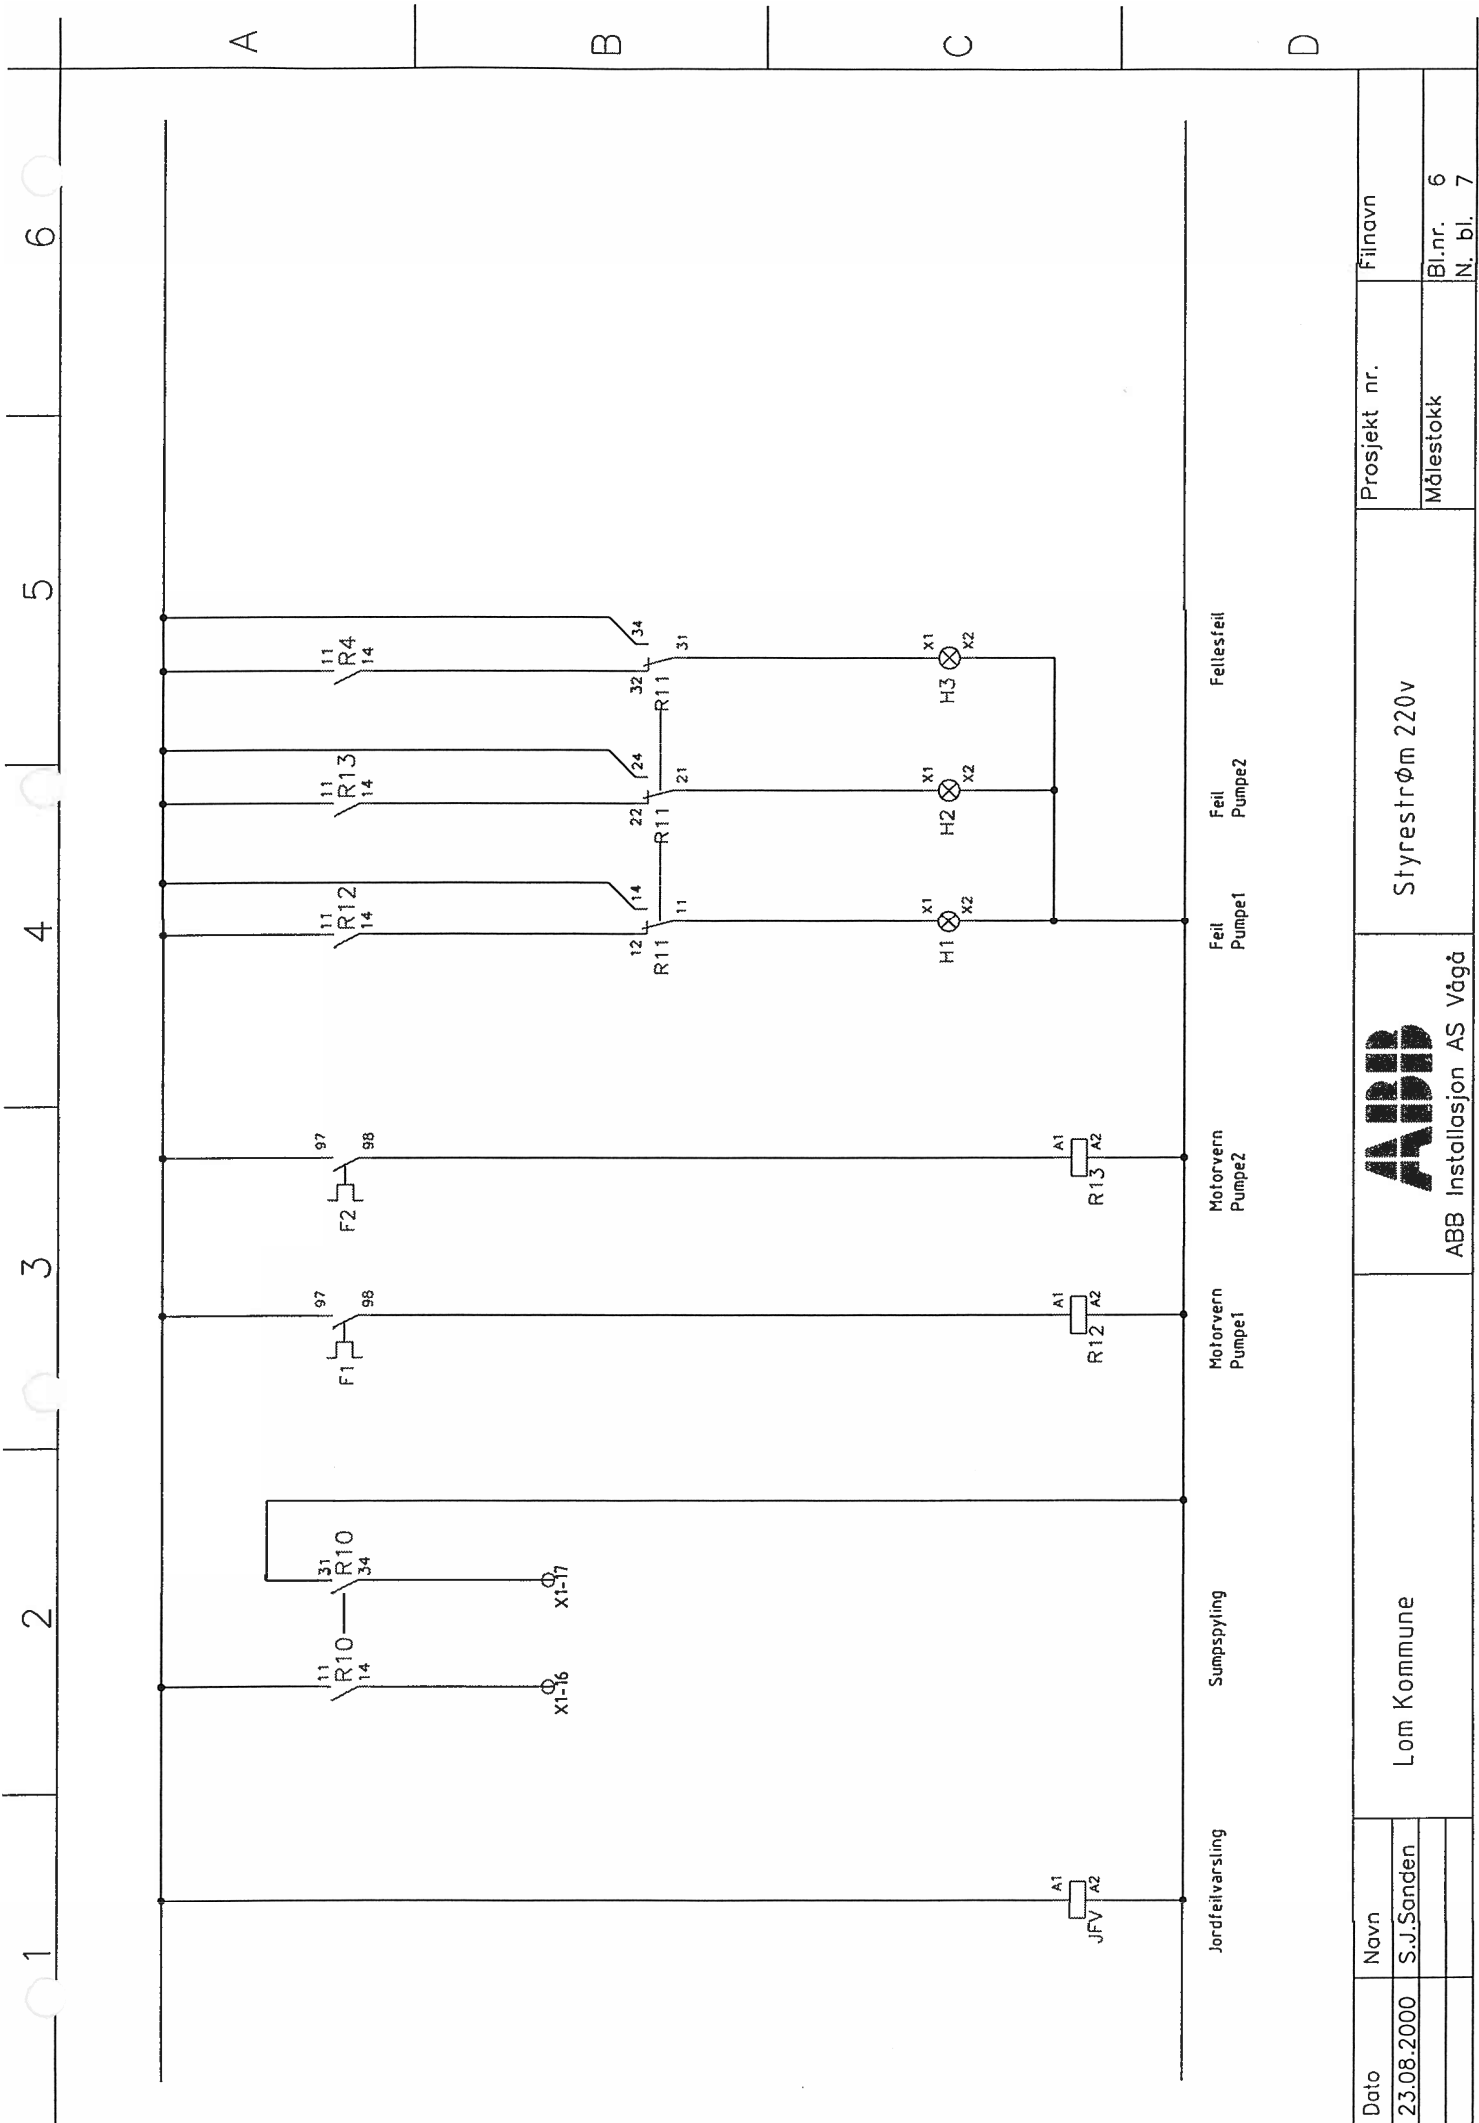 1
2
3
4
5
6
A
B
C
D
11
R10
14
31
R10
34
X1-16
X1-17
97
F1
98
97
F2
98
11
R12
14
11
R13
14
11
R4
14
12
14
R11
11
22
24
R11
21
32
34
R11
31
X1
H1
X2
X1
H2
X2
X1
H3
X2
A1
JFV
A2
A1
R12
A2
A1
R13
A2
Jordfeilvarsling
Sumpspyling
Motorvern
Pumpe1
Motorvern
Pumpe2
Feil
Pumpe1
Feil
Pumpe2
Fellesfeil
Dato
Navn
23.08.2000
S.J.Sanden
Lom Kommune
ABB
ABB Installasjon AS Vågå
Styrestrøm 220v
Prosjekt nr.
Filnavn
Målestokk
Bl.nr. 6
N. bl. 7